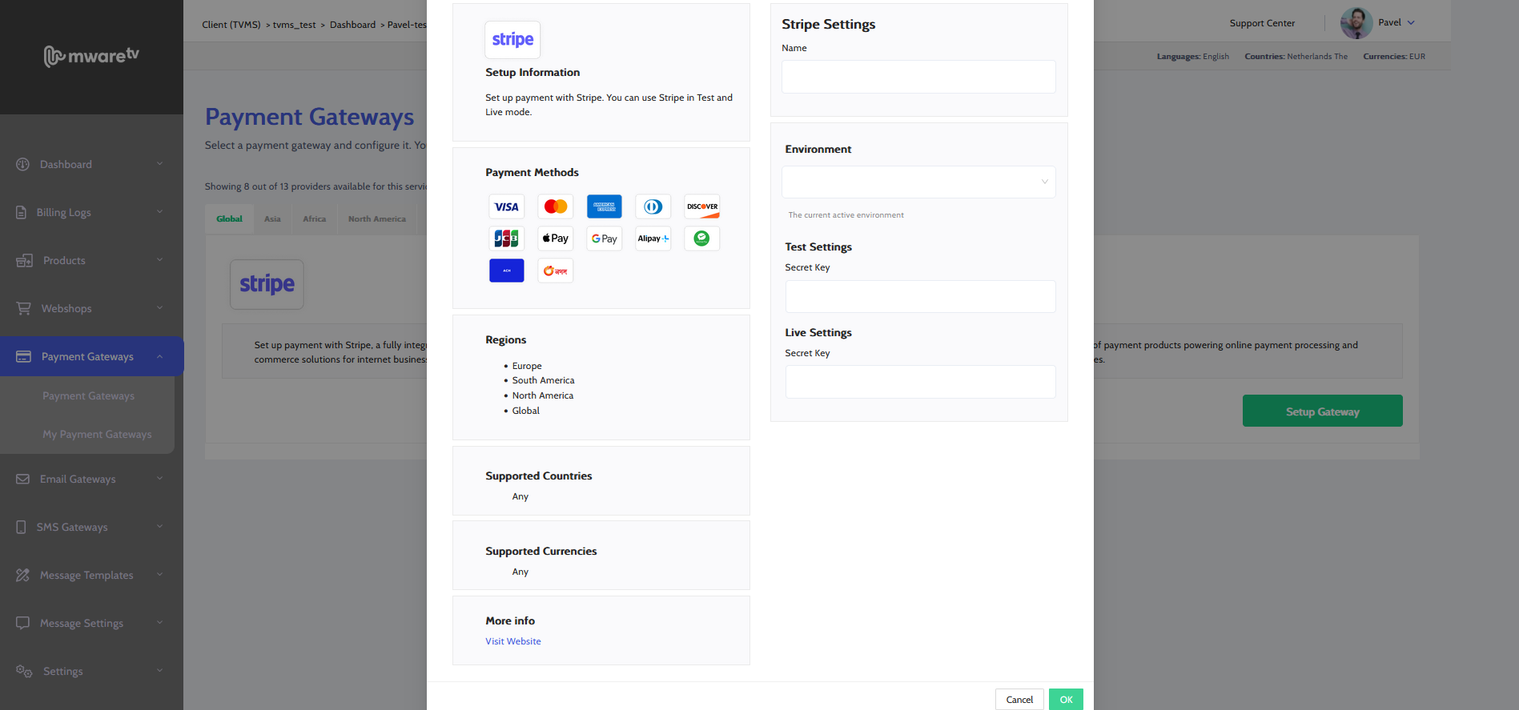 mwaretv
Dashboard
Billing Logs
Products
Webshops
Payment Gateways
Payment Gateways
My Payment Gateways
Email Gateways
SMS Gateways
Message Templates
Message Settings
Settings
Client (TVMS) > tvms_test > Dashboard > Pavel-tes
Support Center
Pavel
Languages: English Countries: Netherlands The Currencies: EUR
Payment Gateways
Select a payment gateway and configure it. Yo
Showing 8 out of 13 providers available for this servi
Global Asia Africa North America
stripe
Set up payment with Stripe, a fully integ
commerce solutions for internet busines
of payment products powering online payment processing and
es.
Setup Gateway
stripe
Setup Information
Set up payment with Stripe. You can use Stripe in Test and
Live mode.
Payment Methods
VISA
AMERICAN EXPRESS
DISCOVER
JCB
Pay
G Pay
Alipay
ACH
Regions
• Europe
• South America
• North America
• Global
Supported Countries
Any
Supported Currencies
Any
More info
Visit Website
Stripe Settings
Name
Environment
The current active environment
Test Settings
Secret Key
Live Settings
Secret Key
Cancel
OK